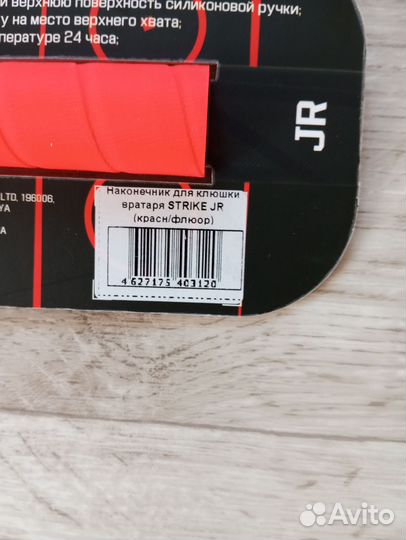 и верхнюю поверхность силиконовой ручки;
у на место верхнего хвата;
пературе 24 часа;
JR
LTD, 196006,
YA
A
Наконечник для клюшки
вратаря STRIKE JR
(красн/флюор)
4 627175 403120
Avito